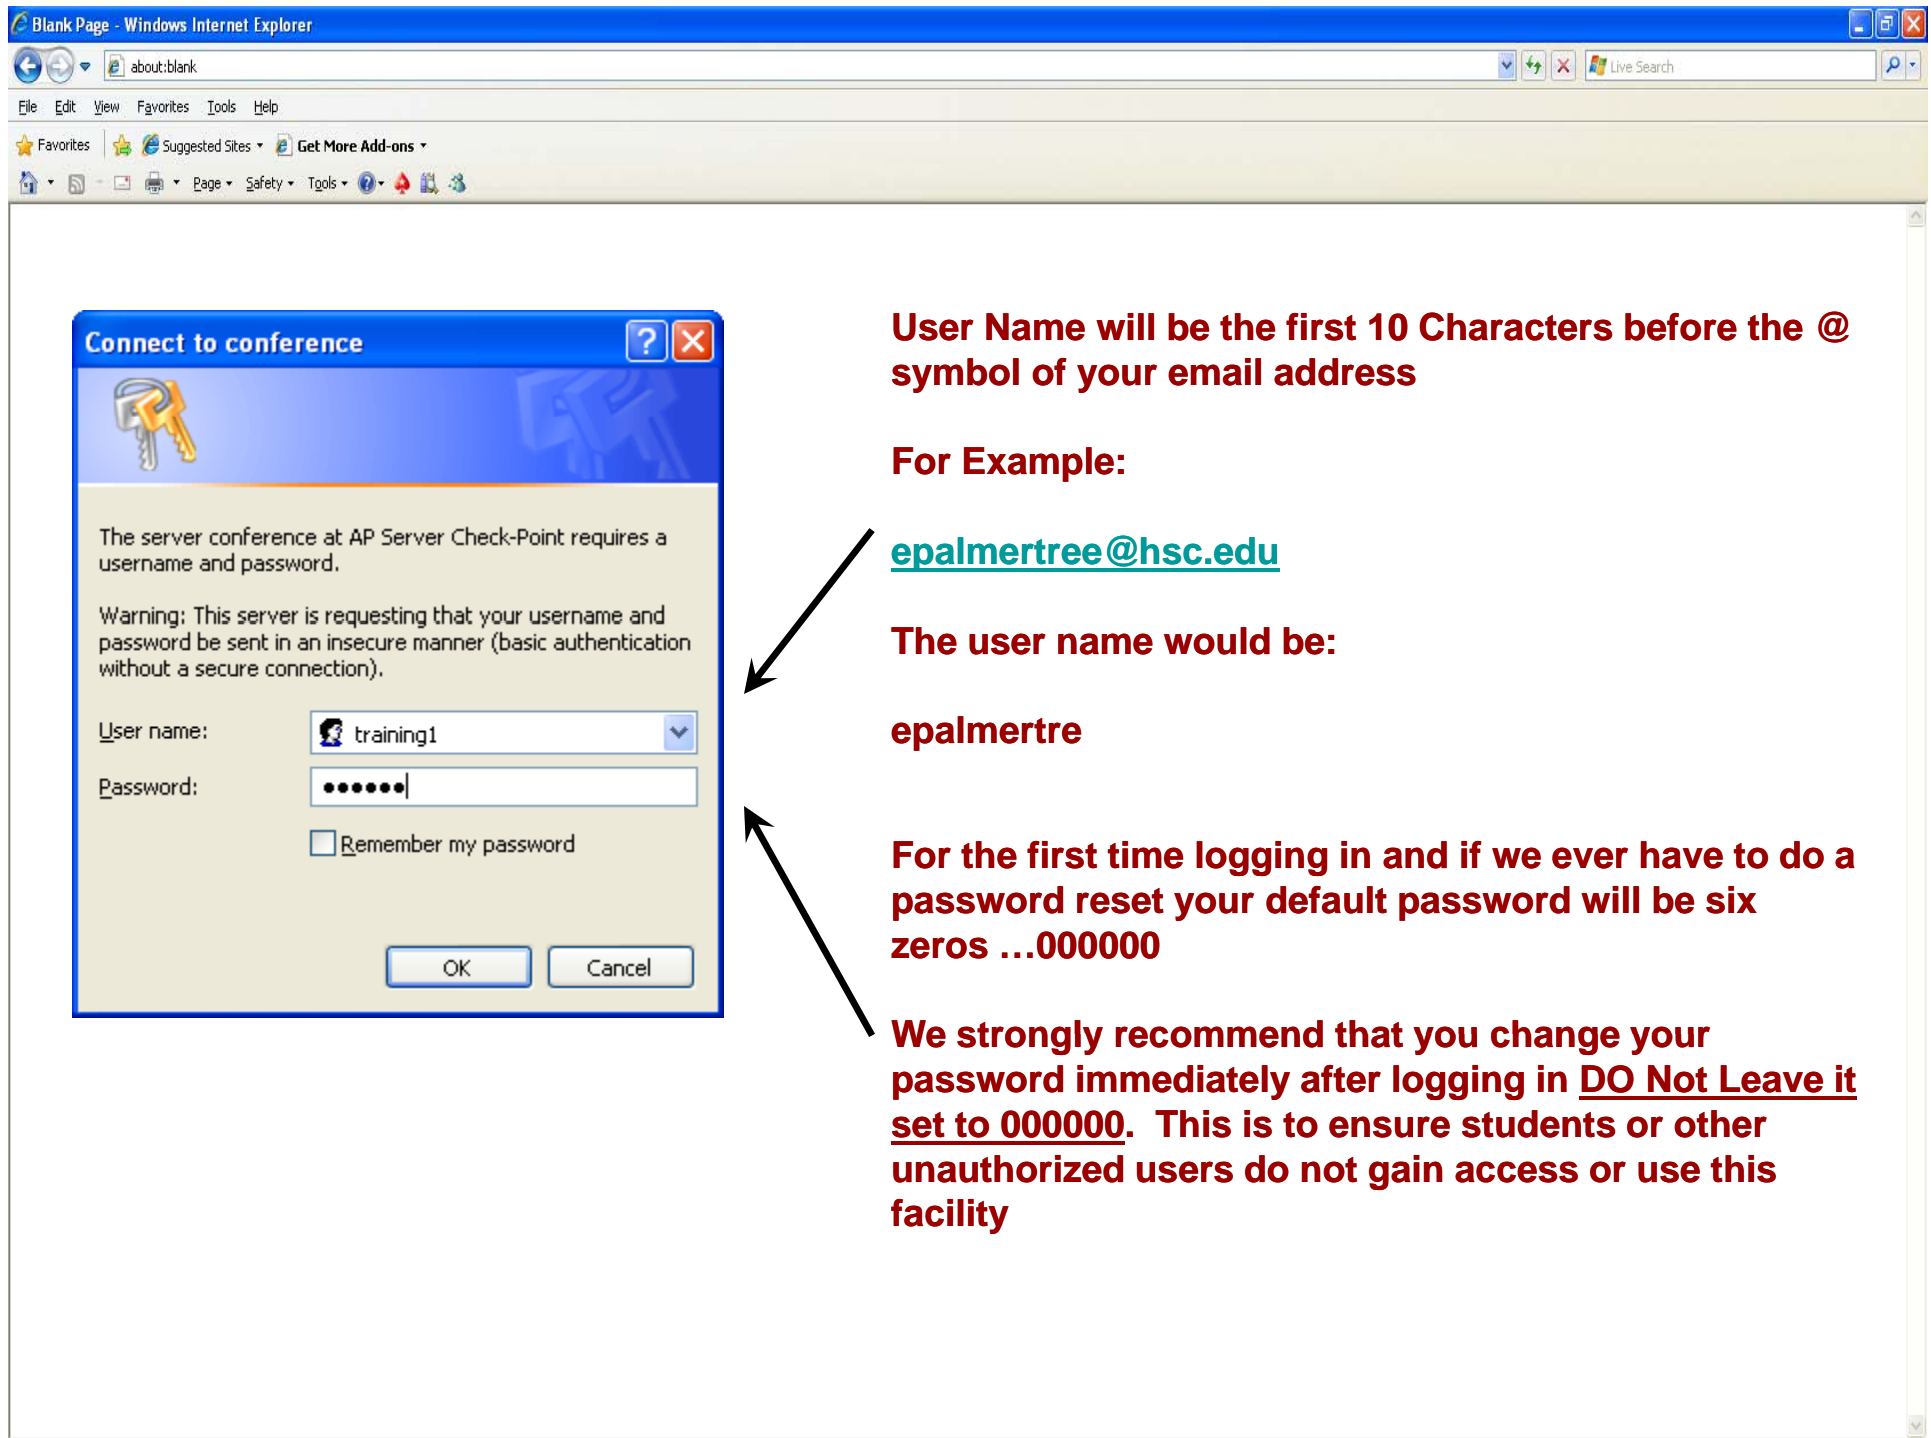 Blank Page - Windows Internet Explorer
about:blank
Live Search
File Edit View Favorites Tools Help
Favorites Suggested Sites Get More Add-ons
Page Safety Tools
Connect to conference
The server conference at AP Server Check-Point requires a
username and password.
Warning: This server is requesting that your username and
password be sent in an insecure manner (basic authentication
without a secure connection).
User name: training1
Password: ••••••
Remember my password
OK Cancel
User Name will be the first 10 Characters before the @
symbol of your email address
For Example:
epalmertree@hsc.edu
The user name would be:
epalmertre
For the first time logging in and if we ever have to do a
password reset your default password will be six
zeros …000000
We strongly recommend that you change your
password immediately after logging in DO Not Leave it
set to 000000.  This is to ensure students or other
unauthorized users do not gain access or use this
facility